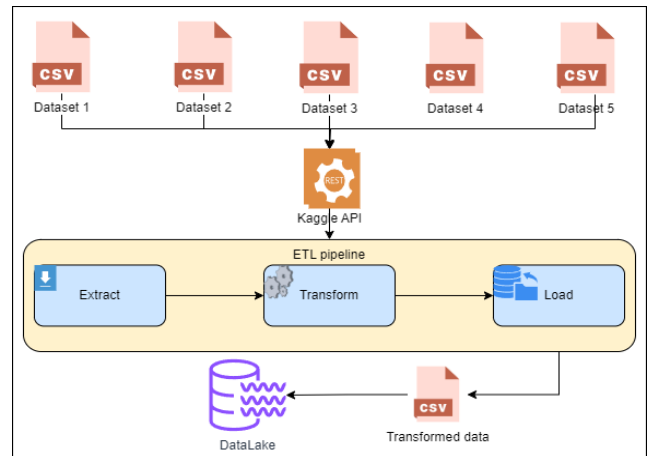 CSV
CSV
CSV
CSV
CSV
Dataset 1
Dataset 2
Dataset 3
Dataset 4
Dataset 5
REST
Kaggle API
ETL pipeline
Extract
Transform
Load
CSV
DataLake
Transformed data